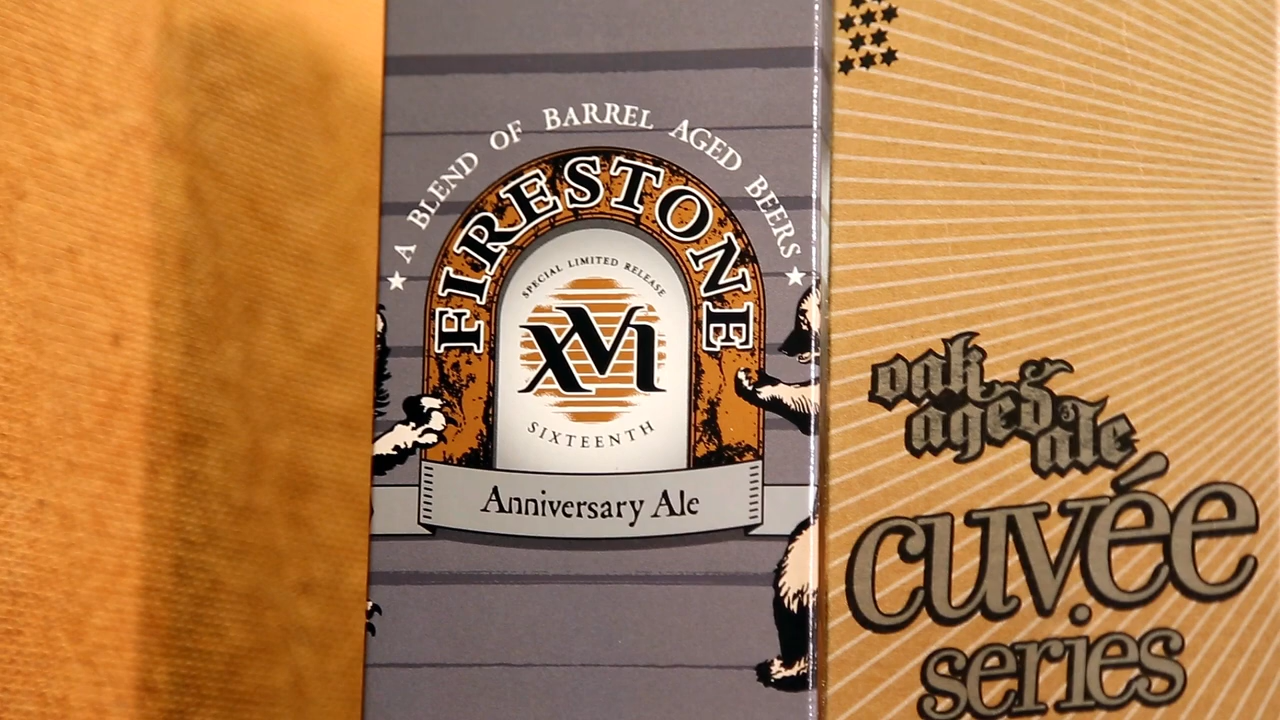 A BLEND OF BARREL AGED BEERS
FIRESTONE
SPECIAL LIMITED RELEASE
XVI
SIXTEENTH
Anniversary Ale
oak
aged
ale
cuvée
series